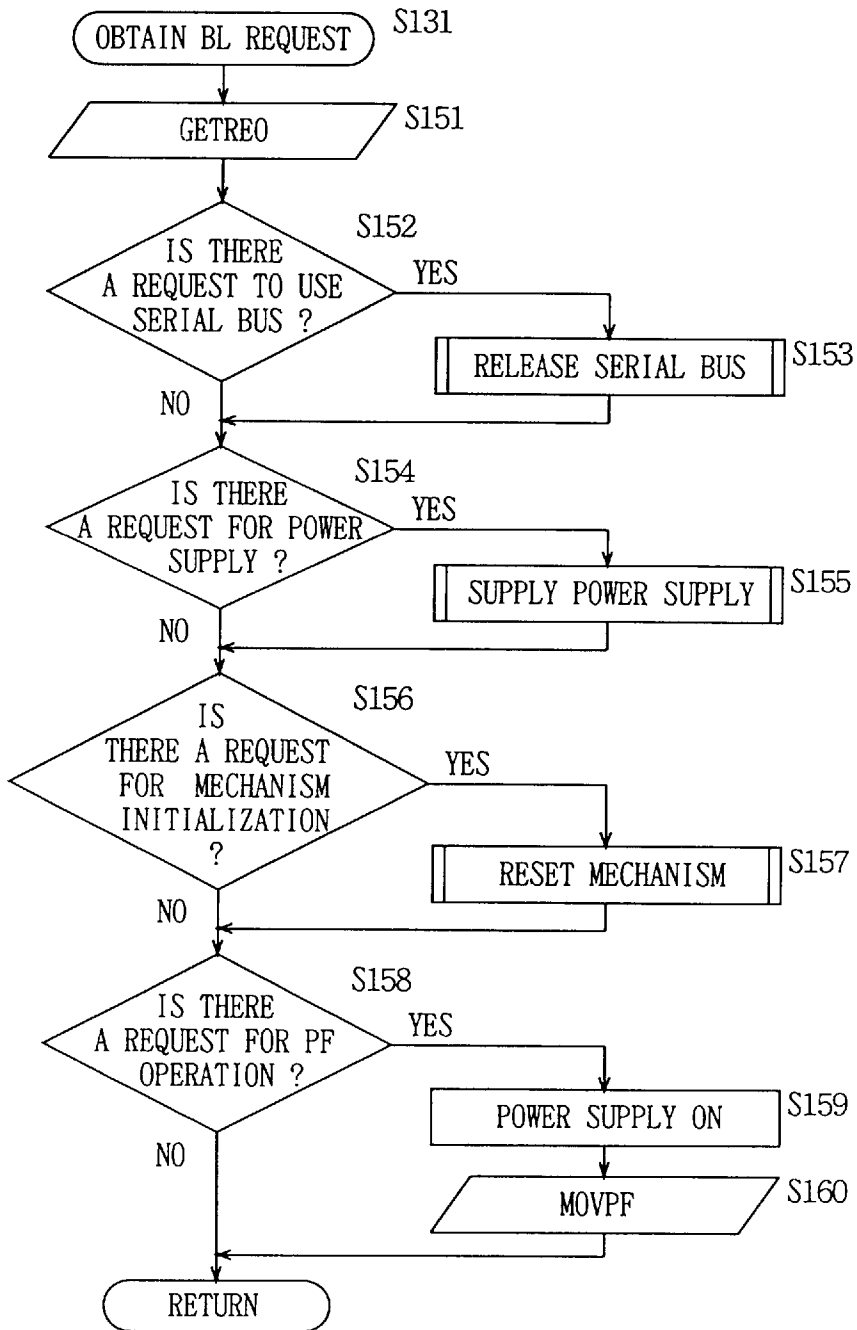 OBTAIN BL REQUEST
S131
GETREO
S151
S152
IS THERE
A REQUEST TO USE
SERIAL BUS ?
YES
RELEASE SERIAL BUS
S153
NO
S154
IS THERE
A REQUEST FOR POWER
SUPPLY ?
YES
SUPPLY POWER SUPPLY
S155
NO
S156
IS
THERE A REQUEST
FOR MECHANISM
INITIALIZATION
?
YES
RESET MECHANISM
S157
NO
S158
IS THERE
A REQUEST FOR PF
OPERATION ?
YES
POWER SUPPLY ON
S159
NO
MOVPF
S160
RETURN